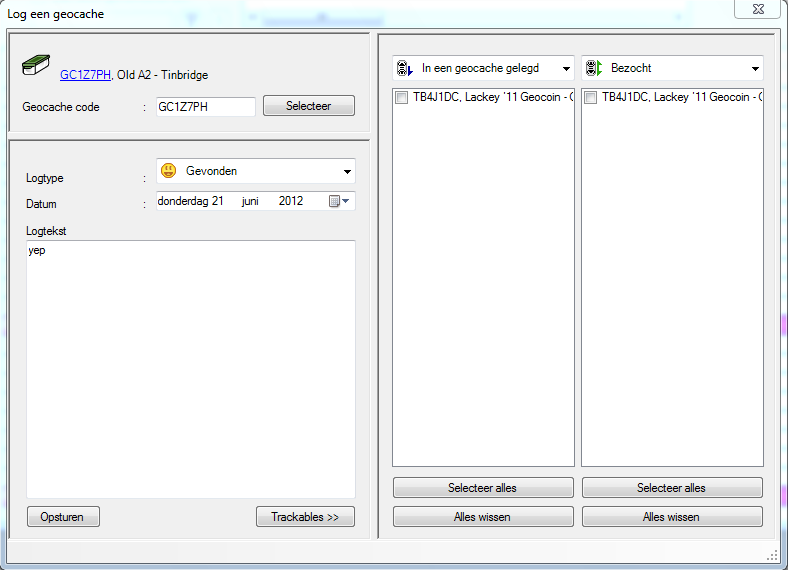 Log een geocache
GC1Z7PH, Old A2 - Tinbridge
Geocache code : GC1Z7PH Selecteer
Logtype : Gevonden
Datum : donderdag 21 juni 2012
Logtekst
yep
Opsturen Trackables >>
In een geocache gelegd
TB4J1DC, Lackey '11 Geocoin -
Selecteer alles
Alles wissen
Bezocht
TB4J1DC, Lackey '11 Geocoin -
Selecteer alles
Alles wissen